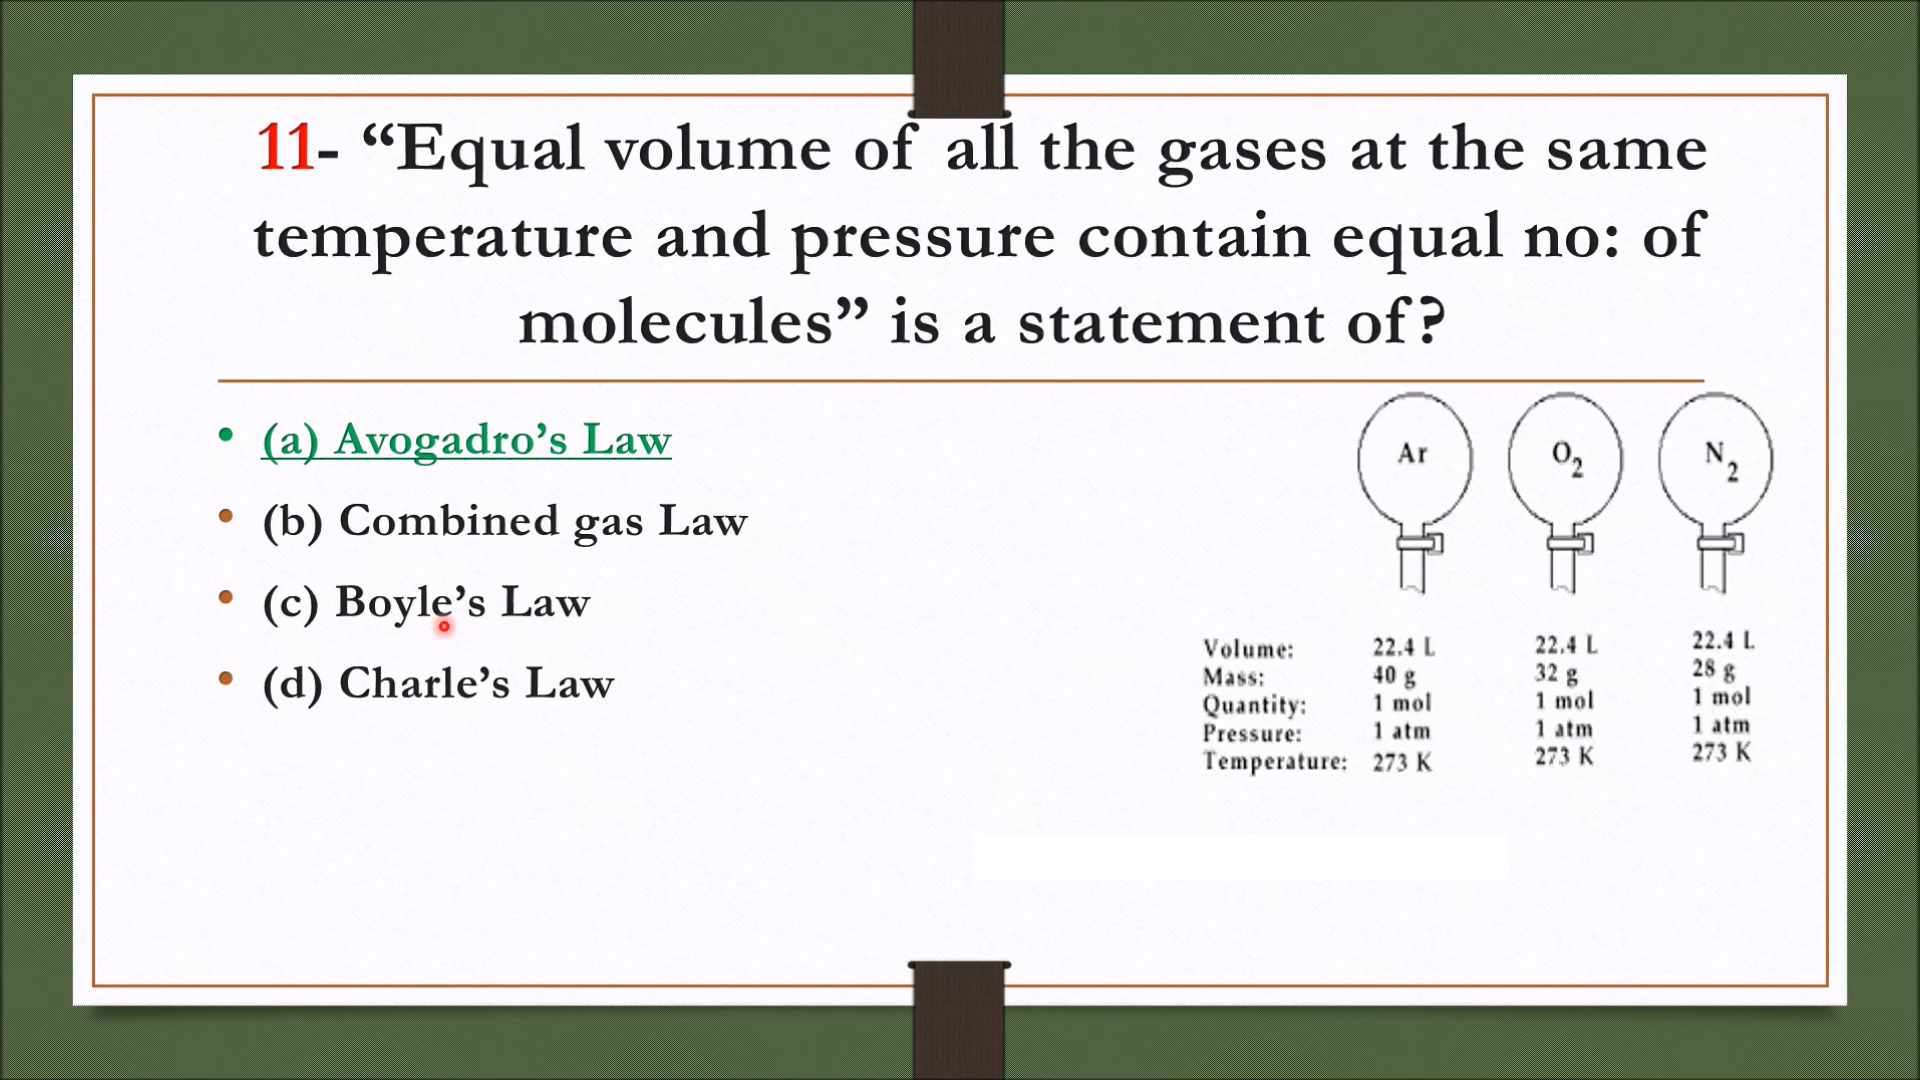 11- “Equal volume of all the gases at the same
temperature and pressure contain equal no: of
molecules” is a statement of?
• (a) Avogadro’s Law
• (b) Combined gas Law
• (c) Boyle’s Law
• (d) Charle’s Law
Ar O₂ N₂
Volume: 22.4 L 22.4 L 22.4 L
Mass: 40 g 32 g 28 g
Quantity: 1 mol 1 mol 1 mol
Pressure: 1 atm 1 atm 1 atm
Temperature: 273 K 273 K 273 K